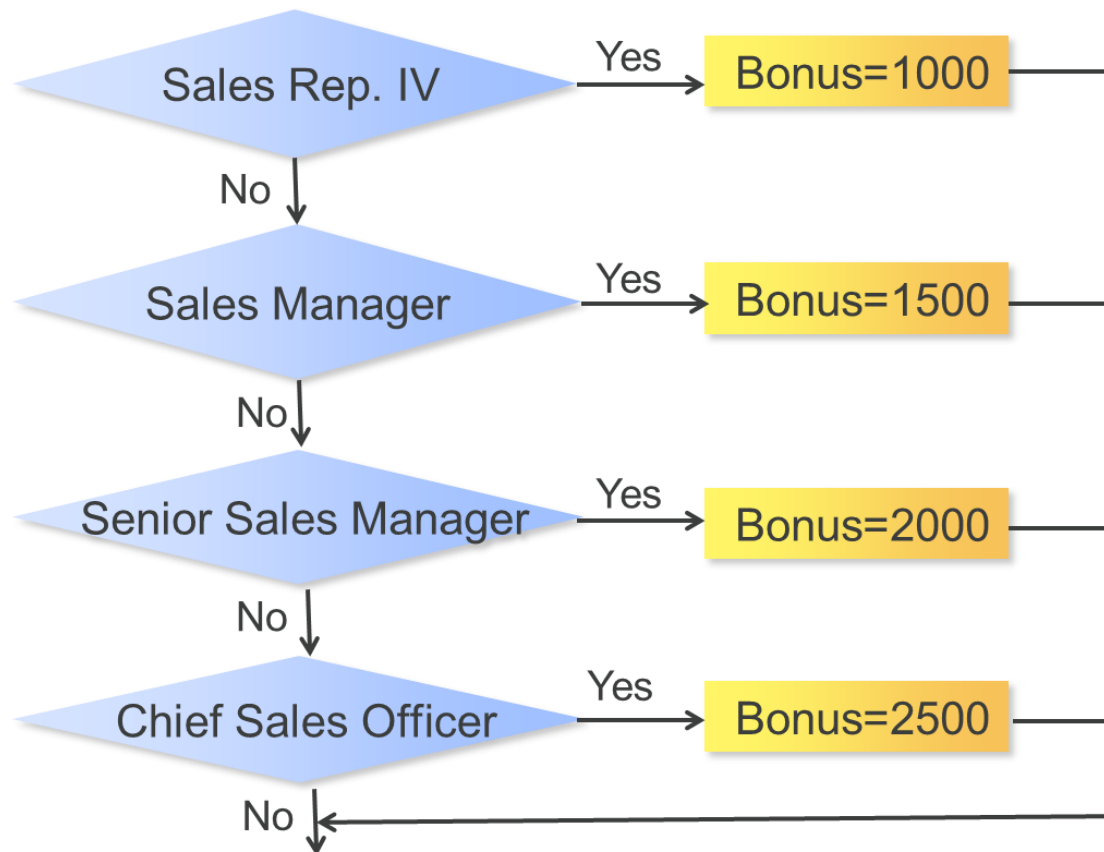 Sales Rep. IV
Yes
Bonus=1000
No
Sales Manager
Yes
Bonus=1500
No
Senior Sales Manager
Yes
Bonus=2000
No
Chief Sales Officer
Yes
Bonus=2500
No